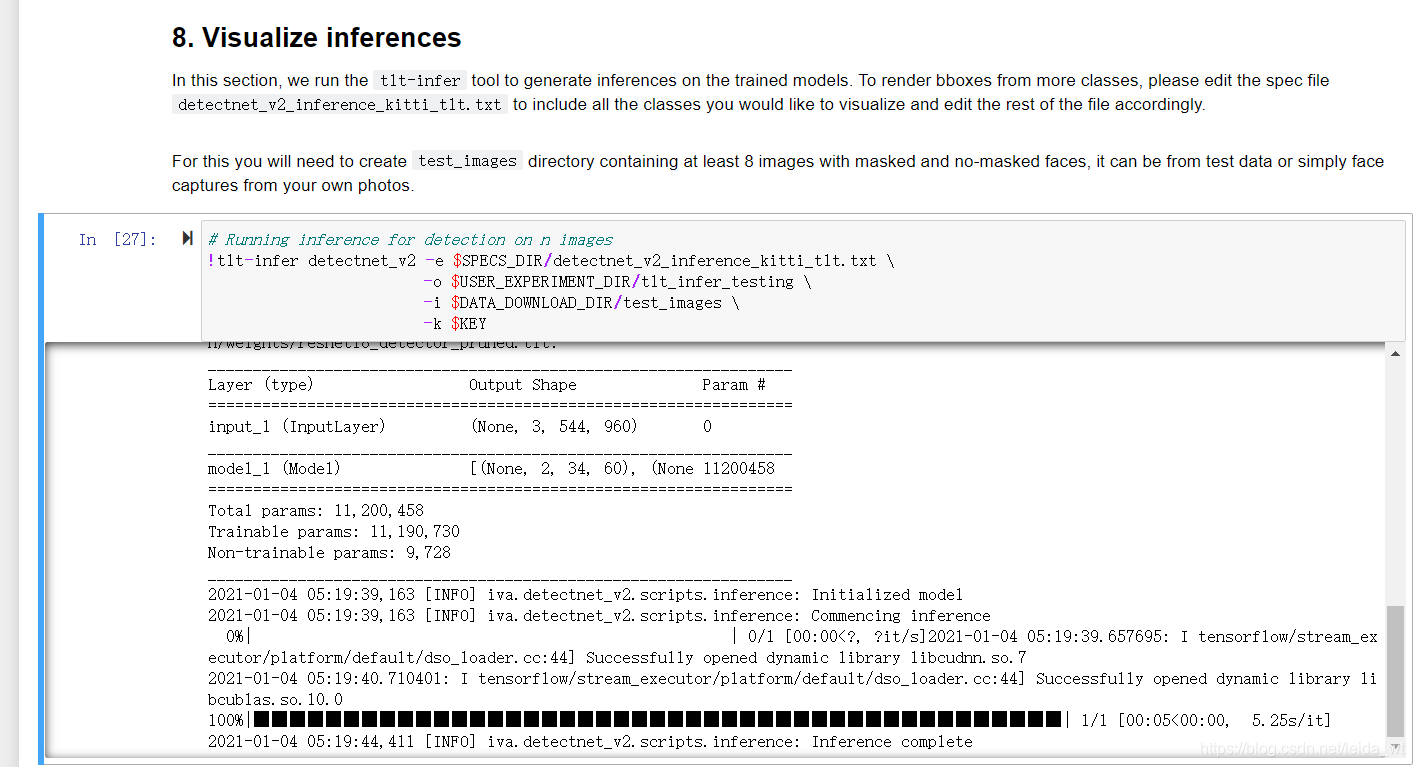 8. Visualize inferences
In this section, we run the tlt-infer tool to generate inferences on the trained models. To render bboxes from more classes, please edit the spec file
detectnet_v2_inference_kitti_tlt.txt to include all the classes you would like to visualize and edit the rest of the file accordingly.
For this you will need to create test_images directory containing at least 8 images with masked and no-masked faces, it can be from test data or simply face
captures from your own photos.
In [27]:
# Running inference for detection on n images
!tlt-infer detectnet_v2 -e $SPECS_DIR/detectnet_v2_inference_kitti_tlt.txt \
-o $USER_EXPERIMENT_DIR/tlt_infer_testing \
-i $DATA_DOWNLOAD_DIR/test_images \
-k $KEY
n/weights/resnet18_detector_pruned.tlt.
Layer (type) Output Shape Param #
=================================================================
input_1 (InputLayer) (None, 3, 544, 960) 0
model_1 (Model) [(None, 2, 34, 60), (None 11200458
=================================================================
Total params: 11,200,458
Trainable params: 11,190,730
Non-trainable params: 9,728
2021-01-04 05:19:39,163 [INFO] iva.detectnet_v2.scripts.inference: Initialized model
2021-01-04 05:19:39,163 [INFO] iva.detectnet_v2.scripts.inference: Commencing inference
0%| | 0/1 [00:00<?, ?it/s]2021-01-04 05:19:39.657695: I tensorflow/stream_ex
ecutor/platform/default/dso_loader.cc:44] Successfully opened dynamic library libcudnn.so.7
2021-01-04 05:19:40.710401: I tensorflow/stream_executor/platform/default/dso_loader.cc:44] Successfully opened dynamic library li
bcublas.so.10.0
100%| | 1/1 [00:05<00:00, 5.25s/it]
2021-01-04 05:19:44,411 [INFO] iva.detectnet_v2.scripts.inference: Inference complete